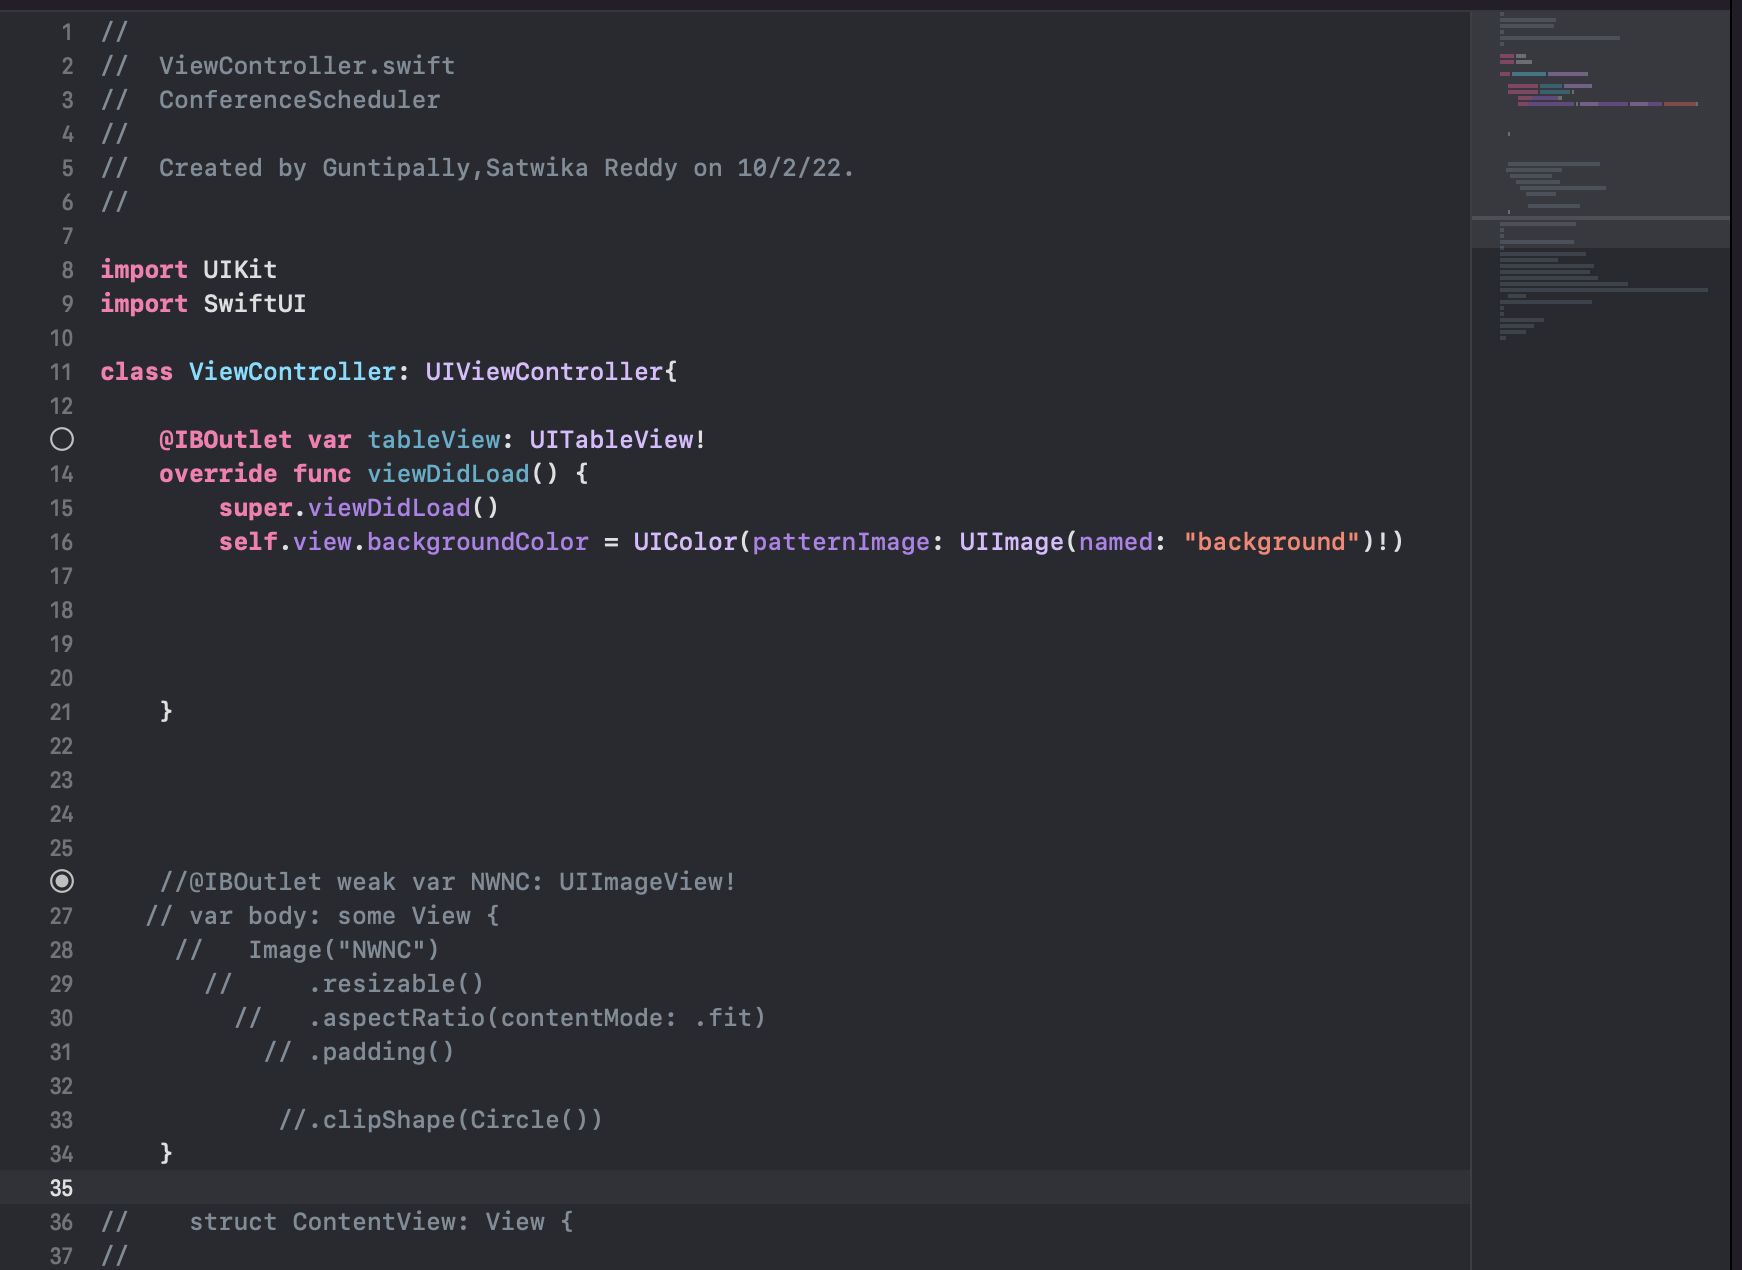 1 //
2 //  ViewController.swift
3 //  ConferenceScheduler
4 //
5 //  Created by Guntipally,Satwika Reddy on 10/2/22.
6 //
7
8 import UIKit
9 import SwiftUI
10
11 class ViewController: UIViewController{
12
    @IBOutlet var tableView: UITableView!
14     override func viewDidLoad() {
15         super.viewDidLoad()
16         self.view.backgroundColor = UIColor(patternImage: UIImage(named: "background")!)
17
18
19
20
21     }
22
23
24
25
    //@IBOutlet weak var NWNC: UIImageView!
27    // var body: some View {
28      //   Image("NWNC")
29        //     .resizable()
30          //   .aspectRatio(contentMode: .fit)
31            // .padding()
32
33             //.clipShape(Circle())
34     }
35
36 //    struct ContentView: View {
37 //